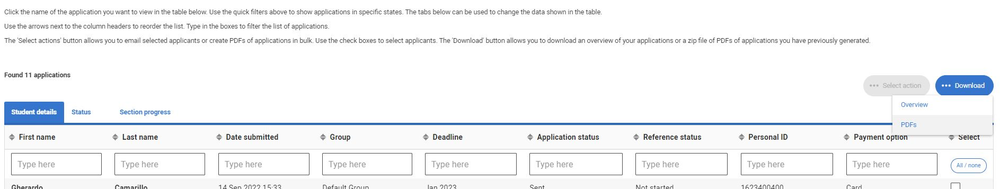 Click the name of the application you want to view in the table below. Use the quick filters above to show applications in specific states. The tabs below can be used to change the data shown in the table.
Use the arrows next to the column headers to reorder the list. Type in the boxes to filter the list of applications.
The 'Select actions' button allows you to email selected applicants or create PDFs of applications in bulk. Use the check boxes to select applicants. The 'Download' button allows you to download an overview of your applications or a zip file of PDFs of applications you have previously generated.
Found 11 applications
Select action Download
Overview
PDFs
Student details Status Section progress
First name Last name Date submitted Group Deadline Application status Reference status Personal ID Payment option Select
Type here Type here Type here Type here Type here Type here Type here Type here Type here All / none
Gherardo Camarillo 14 Sep 2022 15:33 Default Group Jan 2023 Sent Not started 1623400400 Card